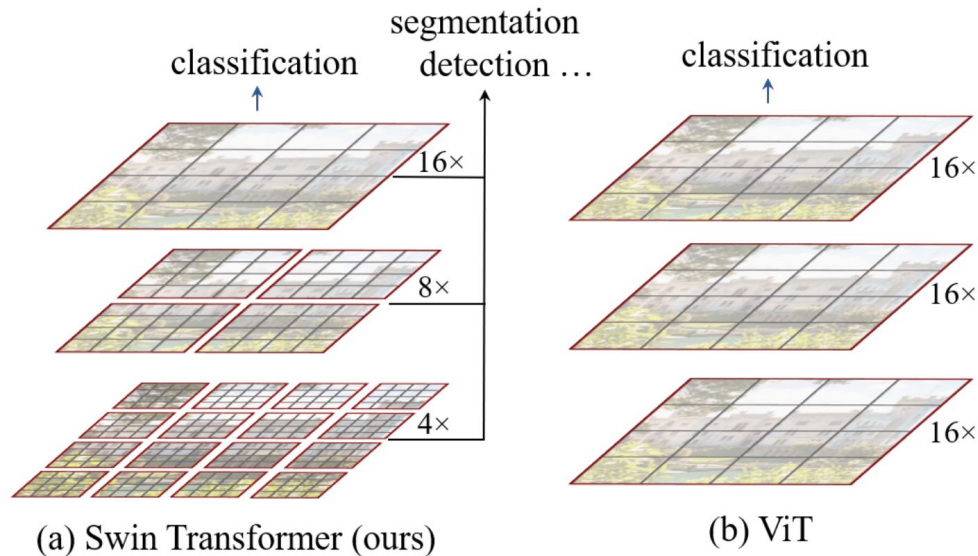 segmentation
classification
detection ...
classification
16×
8×
4×
16×
16×
16×
(a) Swin Transformer (ours)
(b) ViT